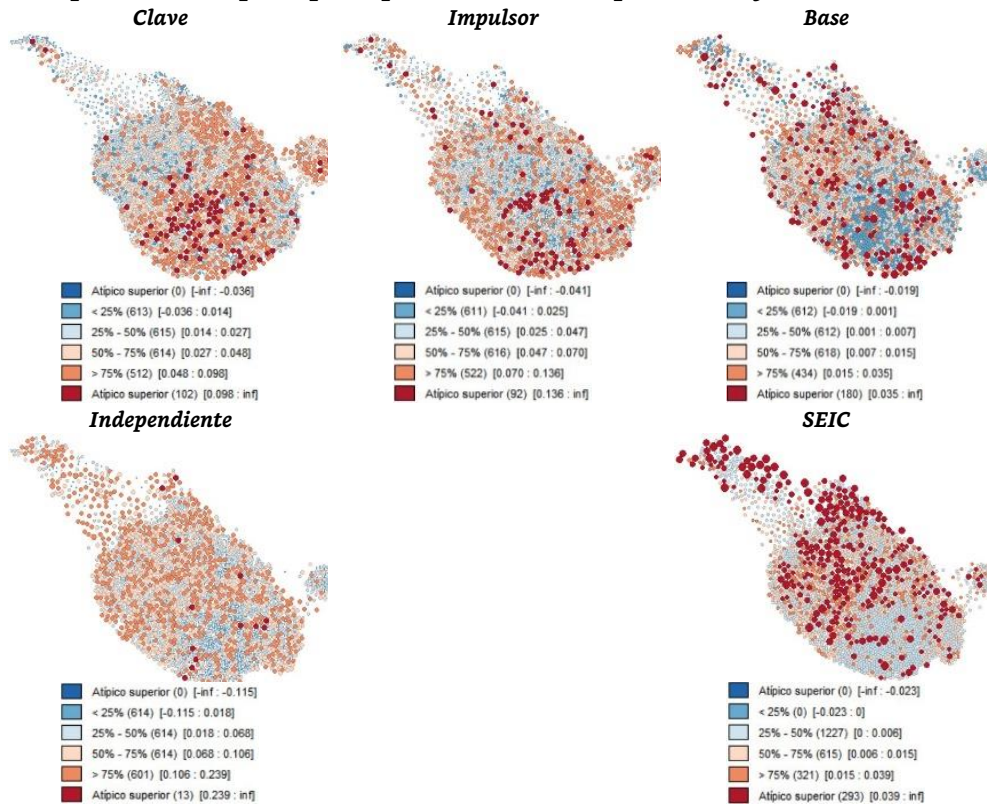 Clave
Impulsor
Base
Atípico superior (0) [-inf : -0.036]
< 25% (613) [-0.036 : 0.014]
25% - 50% (615) [0.014 : 0.027]
50% - 75% (614) [0.027 : 0.048]
> 75% (512) [0.048 : 0.098]
Atípico superior (102) [0.098 : inf]
Atípico superior (0) [-inf : -0.041]
< 25% (611) [-0.041 : 0.025]
25% - 50% (615) [0.025 : 0.047]
50% - 75% (616) [0.047 : 0.070]
> 75% (522) [0.070 : 0.136]
Atípico superior (92) [0.136 : inf]
Atípico superior (0) [-inf : -0.019]
< 25% (612) [-0.019 : 0.001]
25% - 50% (612) [0.001 : 0.007]
50% - 75% (618) [0.007 : 0.015]
> 75% (434) [0.015 : 0.035]
Atípico superior (180) [0.035 : inf]
Independiente
SEIC
Atípico superior (0) [-inf : -0.115]
< 25% (614) [-0.115 : 0.018]
25% - 50% (614) [0.018 : 0.068]
50% - 75% (614) [0.068 : 0.106]
> 75% (601) [0.106 : 0.239]
Atípico superior (13) [0.239 : inf]
Atípico superior (0) [-inf : -0.023]
< 25% (0) [-0.023 : 0]
25% - 50% (1227) [0 : 0.006]
50% - 75% (615) [0.006 : 0.015]
> 75% (321) [0.015 : 0.039]
Atípico superior (293) [0.039 : inf]